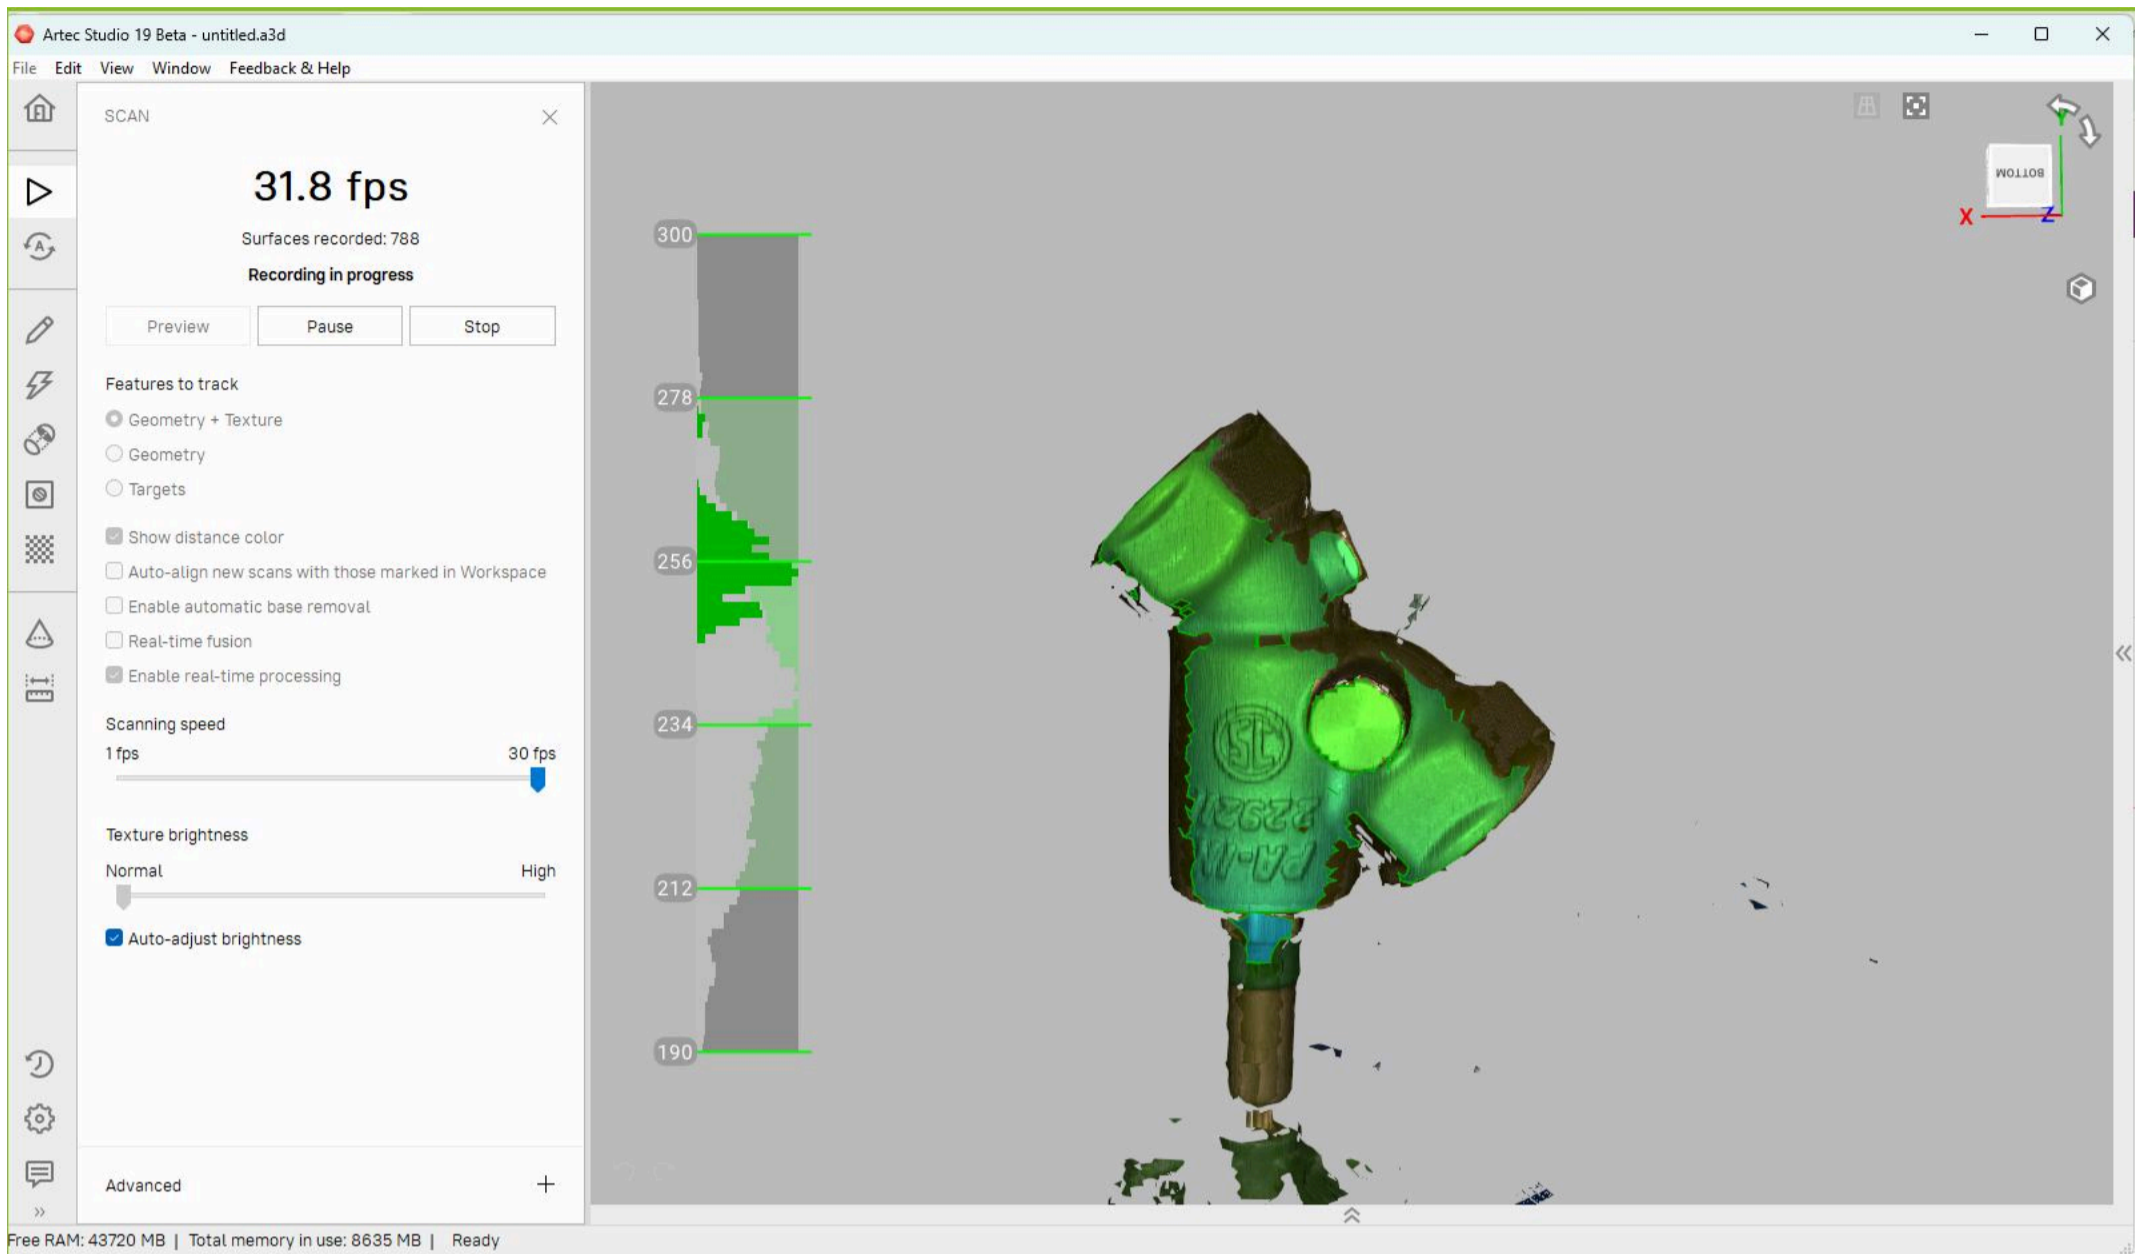 Artec Studio 19 Beta - untitled.a3d
File Edit View Window Feedback & Help
SCAN
31.8 fps
Surfaces recorded: 788
Recording in progress
Preview Pause Stop
Features to track
Geometry + Texture
Geometry
Targets
Show distance color
Auto-align new scans with those marked in Workspace
Enable automatic base removal
Real-time fusion
Enable real-time processing
Scanning speed
1 fps 30 fps
Texture brightness
Normal High
Auto-adjust brightness
Advanced
300
278
256
234
212
190
Y
BOTTOM
X Z
Free RAM: 43720 MB | Total memory in use: 8635 MB | Ready